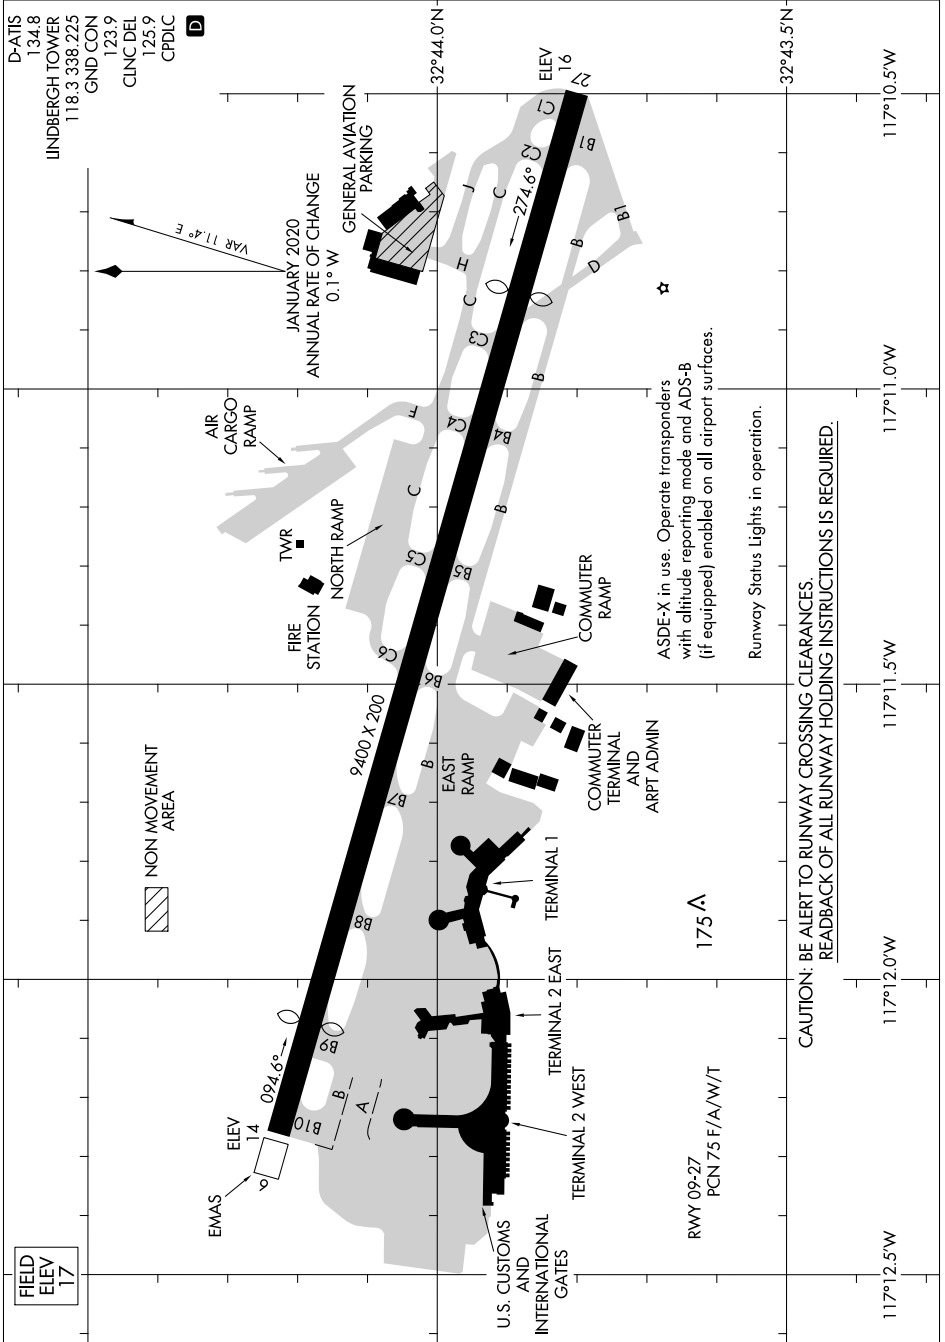 D-ATIS
134.8
LINDBERGH TOWER
118.3 338.225
GND CON
123.9
CLNC DEL
125.9
CPDLC
D
FIELD
ELEV
17
32°44.0'N
32°43.5'N
117°10.5'W
117°11.0'W
117°11.5'W
117°12.0'W
117°12.5'W
VAR 11.4° E
JANUARY 2020
ANNUAL RATE OF CHANGE
0.1° W
GENERAL AVIATION
PARKING
ELEV
16
27
C1
B1
C2
J
C
274.6°
B1
B
D
H
C
C3
B
AIR
CARGO
RAMP
F
C4
B4
C
B
TWR
NORTH RAMP
FIRE
STATION
C5
B5
C6
B6
COMMUTER
RAMP
9400 X 200
B
EAST
RAMP
B7
COMMUTER
TERMINAL
AND
ARPT ADMIN
NON MOVEMENT
AREA
B8
TERMINAL 1
175
TERMINAL 2 EAST
094.6°
B9
B
A
B10
ELEV
14
EMAS
9
TERMINAL 2 WEST
U.S. CUSTOMS
AND
INTERNATIONAL
GATES
RWY 09-27
PCN 75 F/A/W/T
ASDE-X in use. Operate transponders
with altitude reporting mode and ADS-B
(if equipped) enabled on all airport surfaces.
Runway Status Lights in operation.
CAUTION: BE ALERT TO RUNWAY CROSSING CLEARANCES.
READBACK OF ALL RUNWAY HOLDING INSTRUCTIONS IS REQUIRED.